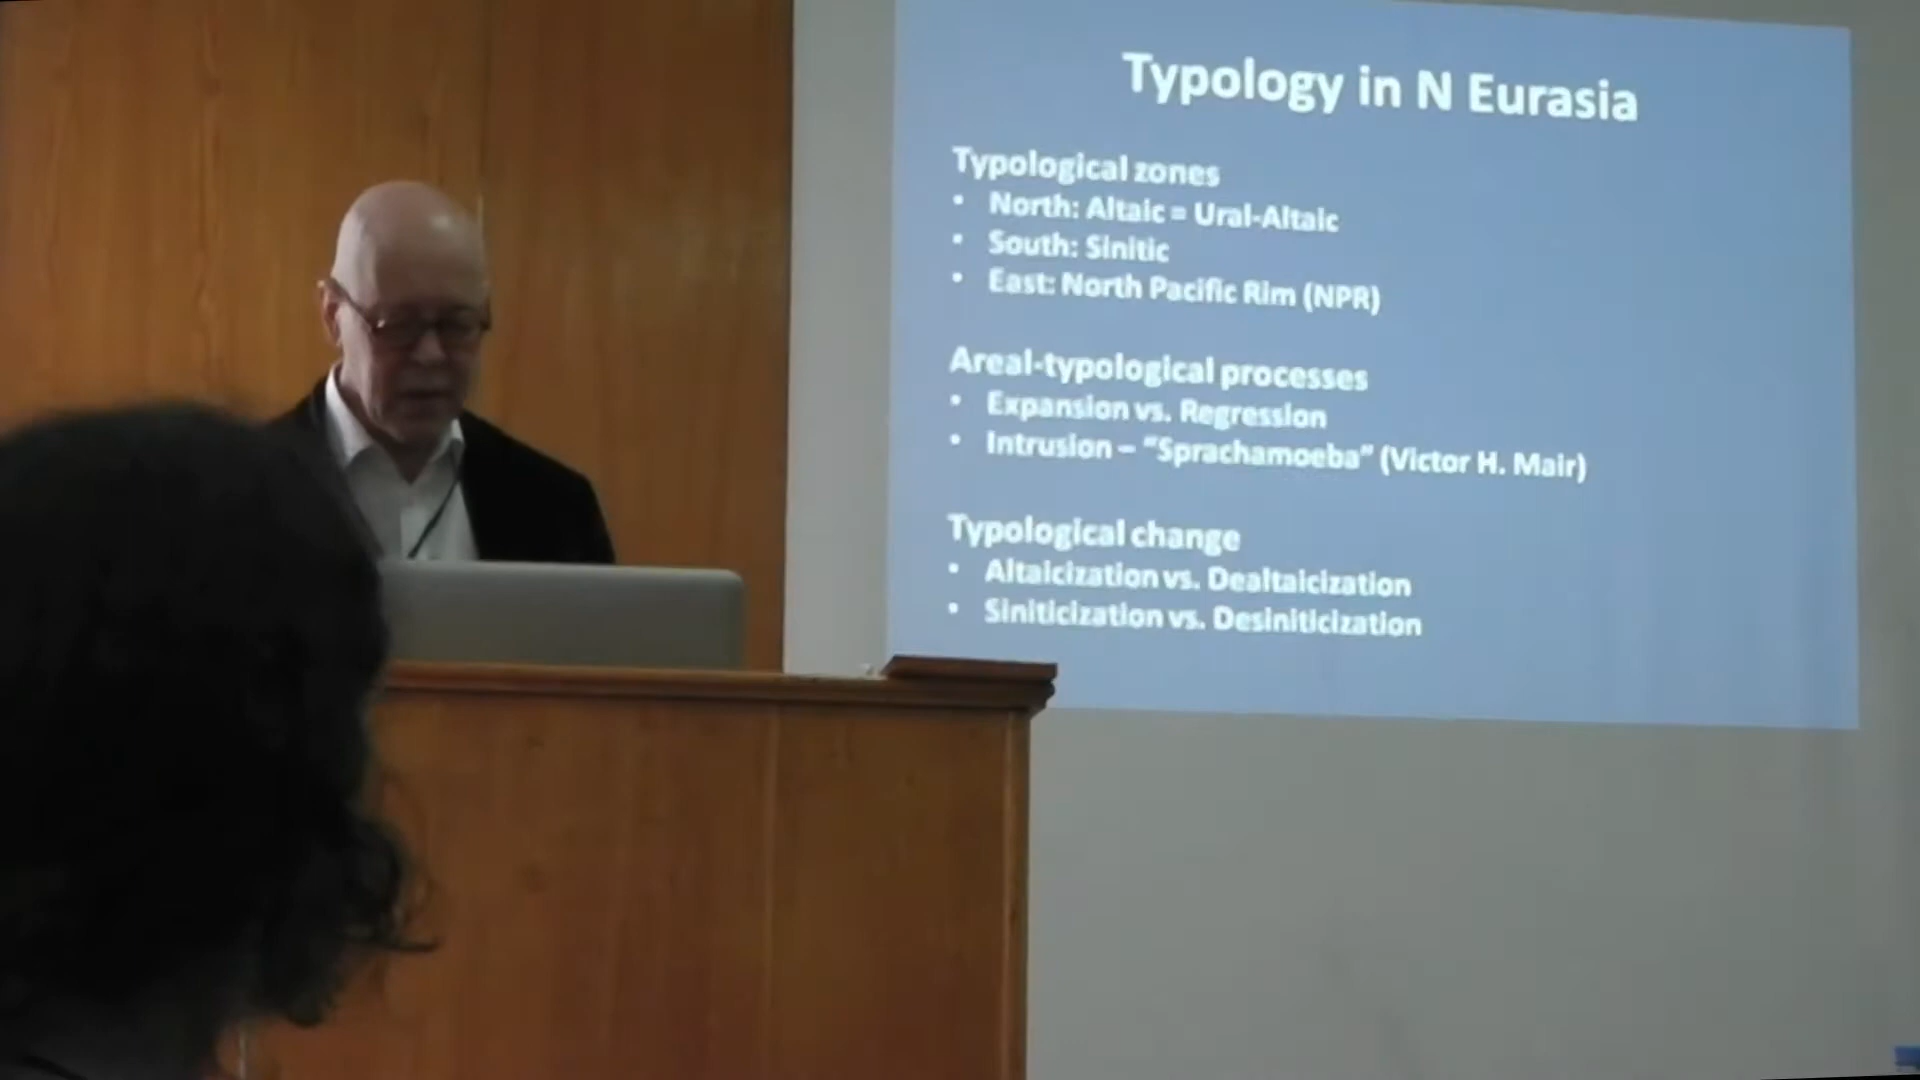 Typology in N Eurasia
Typological zones
• North: Altaic = Ural-Altaic
• South: Sinitic
• East: North Pacific Rim (NPR)
Areal-typological processes
• Expansion vs. Regression
• Intrusion – “Sprachamoeba” (Victor H. Mair)
Typological change
• Altaicization vs. Dealtaicization
• Siniticization vs. Desiniticization